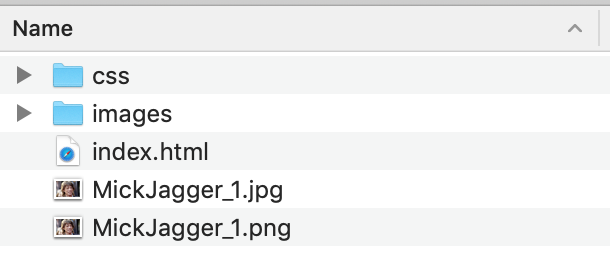 Name
css
images
index.html
MickJagger_1.jpg
MickJagger_1.png